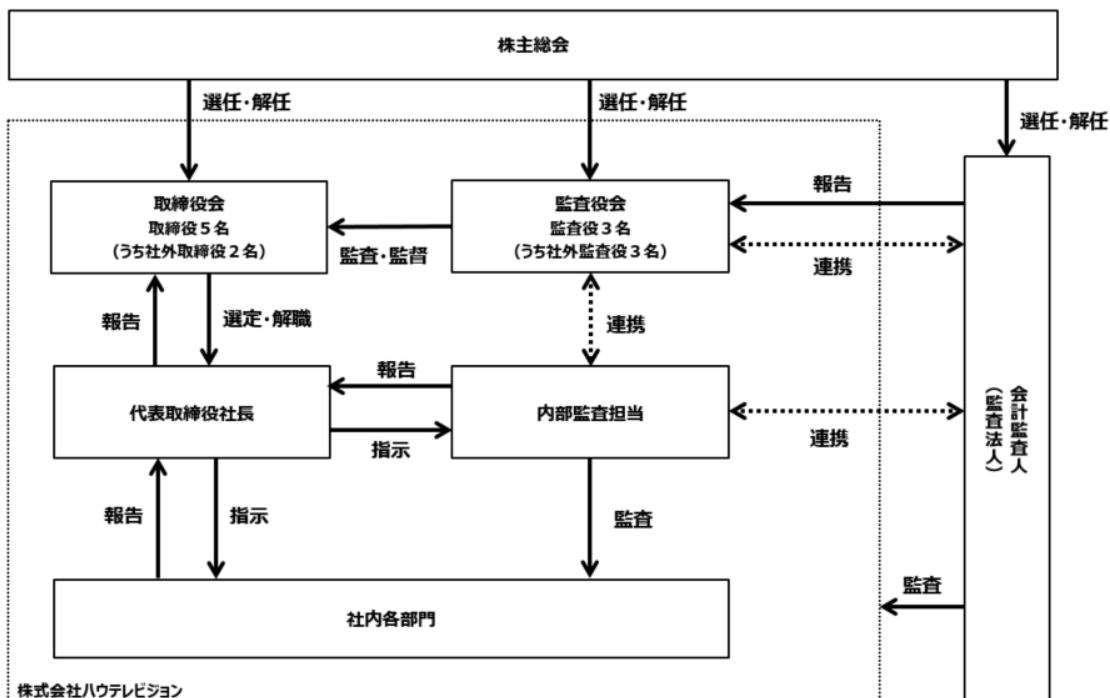 株主総会
選任・解任
選任・解任
選任・解任
取締役会
取締役５名
(うち社外取締役２名)
監査役会
監査役３名
(うち社外監査役３名)
報告
監査・監督
連携
報告
選定・解職
連携
代表取締役社長
報告
指示
内部監査担当
連携
会計監査人
(監査法人)
報告
指示
監査
監査
社内各部門
株式会社ハウテレビジョン